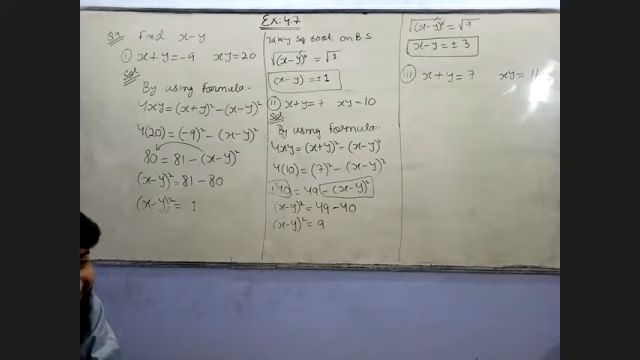 Ex: 4.7
Q4 Find x-y
i) x+y=-9 xy=20
Sol
By using formula:
4xy=(x+y)²-(x-y)²
4(20)=(-9)²-(x-y)²
80=81-(x-y)²
(x-y)²=81-80
(x-y)²=1
Taking Sq root on B.S
√(x-y)²=√1
(x-y)=±1
ii) x+y=7 xy=10
Sol
By using formula:-
4xy=(x+y)²-(x-y)²
4(10)=(7)²-(x-y)²
40=49-(x-y)²
(x-y)²=49-40
(x-y)²=9
√(x-y)²=√9
x-y=±3
iii) x+y=7 xy=11